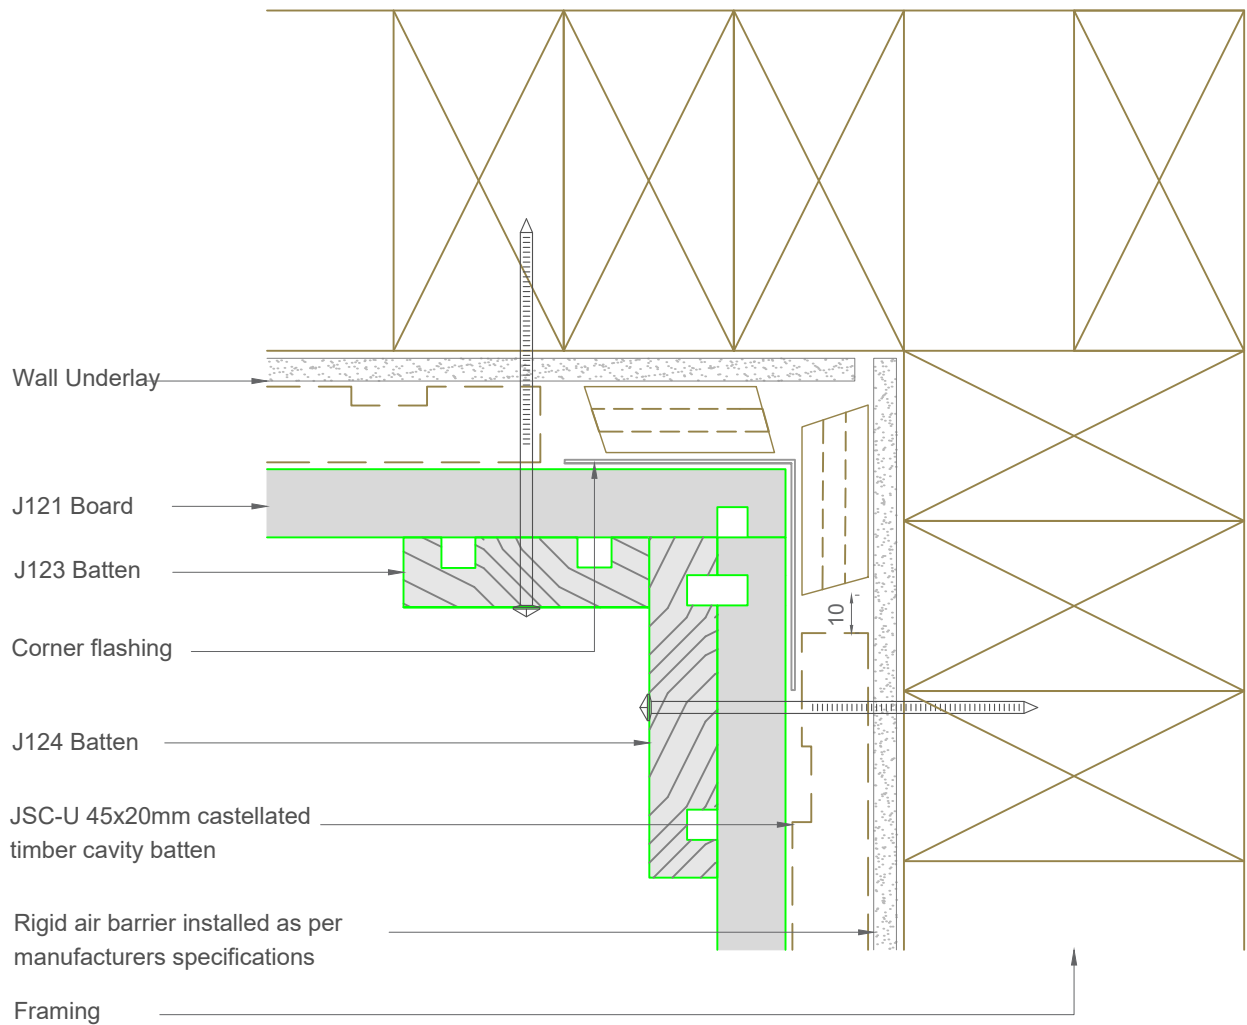 Wall Underlay
J121 Board
J123 Batten
10
Corner flashing
J124 Batten
JSC-U 45x20mm castellated
timber cavity batten
Rigid air barrier installed as per
manufacturers specifications
Framing